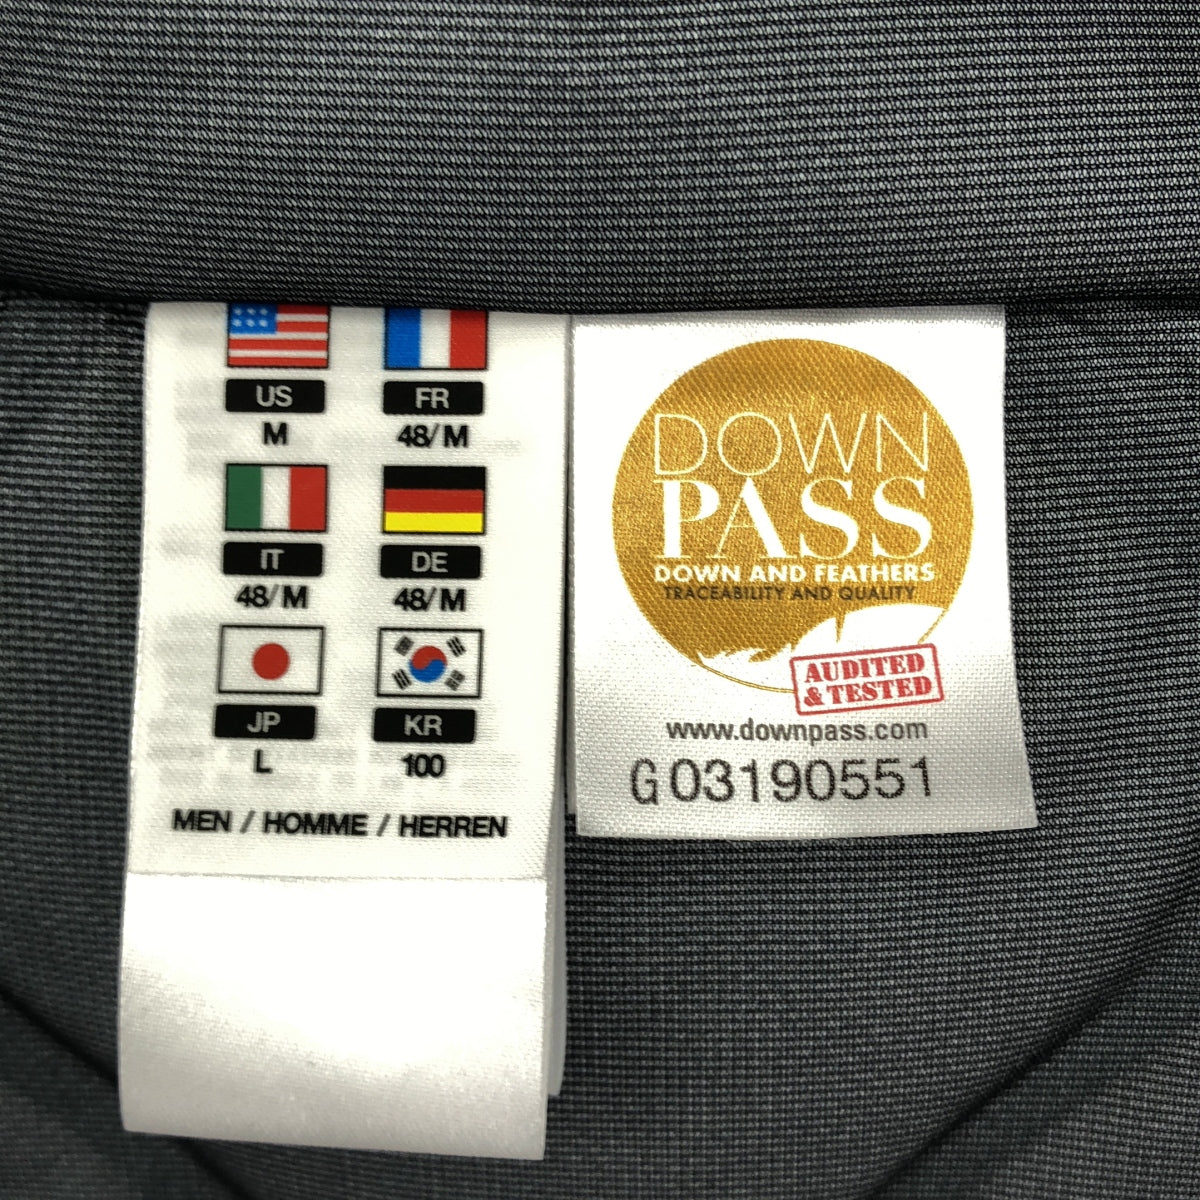 US FR
M 48/M
IT DE
48/M 48/M
JP KR
L 100
MEN / HOMME / HERREN
DOWN
PASS
DOWN AND FEATHERS
TRACEABILITY AND QUALITY
AUDITED
& TESTED
www.downpass.com
G03190551